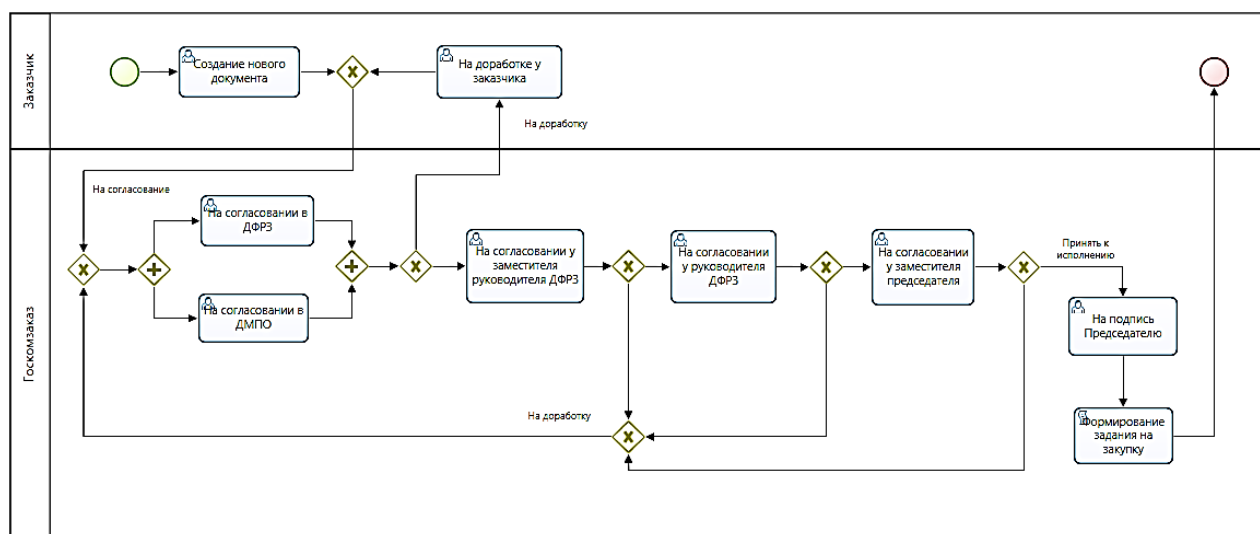 Заказчик
Создание нового
документа
На доработке у
заказчика
На доработку
Госкомзаказ
На согласование
На согласовании в
ДФРЗ
На согласовании в
ДМПО
На согласовании у
заместителя
руководителя ДФРЗ
На согласовании
у руководителя
ДФРЗ
На согласовании
у заместителя
председателя
Принять к
исполнению
На подпись
Председателю
На доработку
Формирование
задания на
закупку